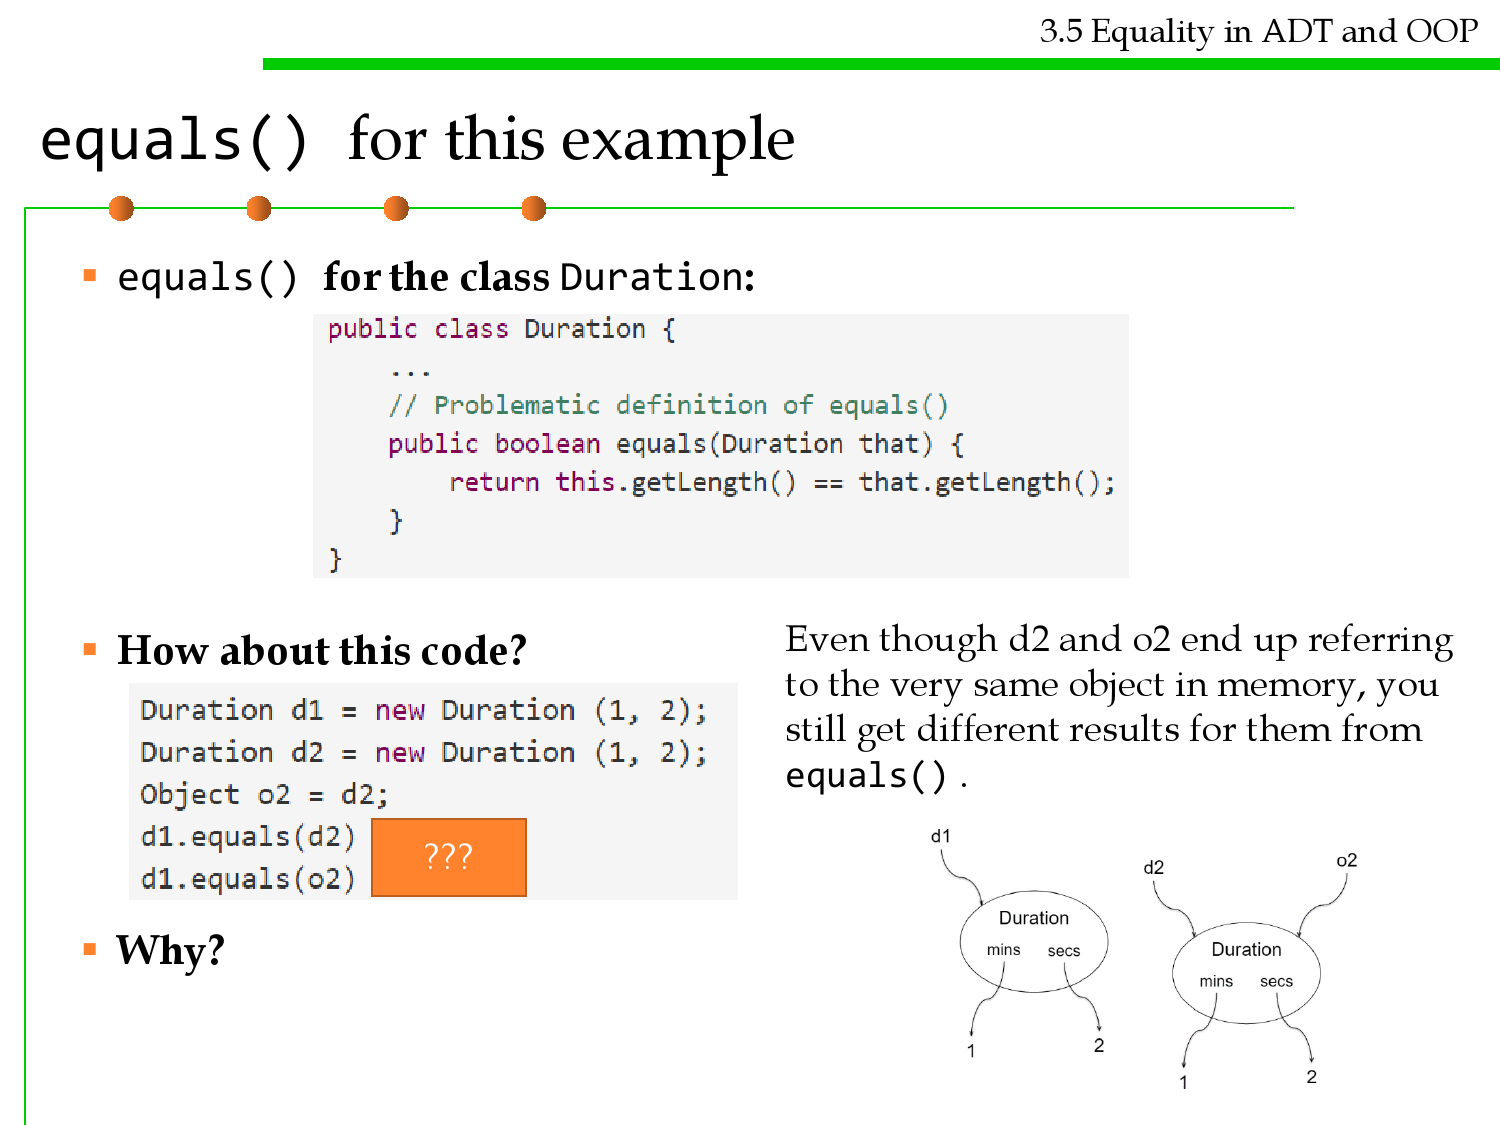 3.5 Equality in ADT and OOP
equals() for this example
equals() for the class Duration:
public class Duration {
...
// Problematic definition of equals()
public boolean equals(Duration that) {
return this.getLength() == that.getLength();
}
}
How about this code?
Duration d1 = new Duration (1, 2);
Duration d2 = new Duration (1, 2);
Object o2 = d2;
d1.equals(d2)
d1.equals(o2)
???
Why?
Even though d2 and o2 end up referring
to the very same object in memory, you
still get different results for them from
equals() .
d1
Duration
mins secs
1 2
d2 o2
Duration
mins secs
1 2